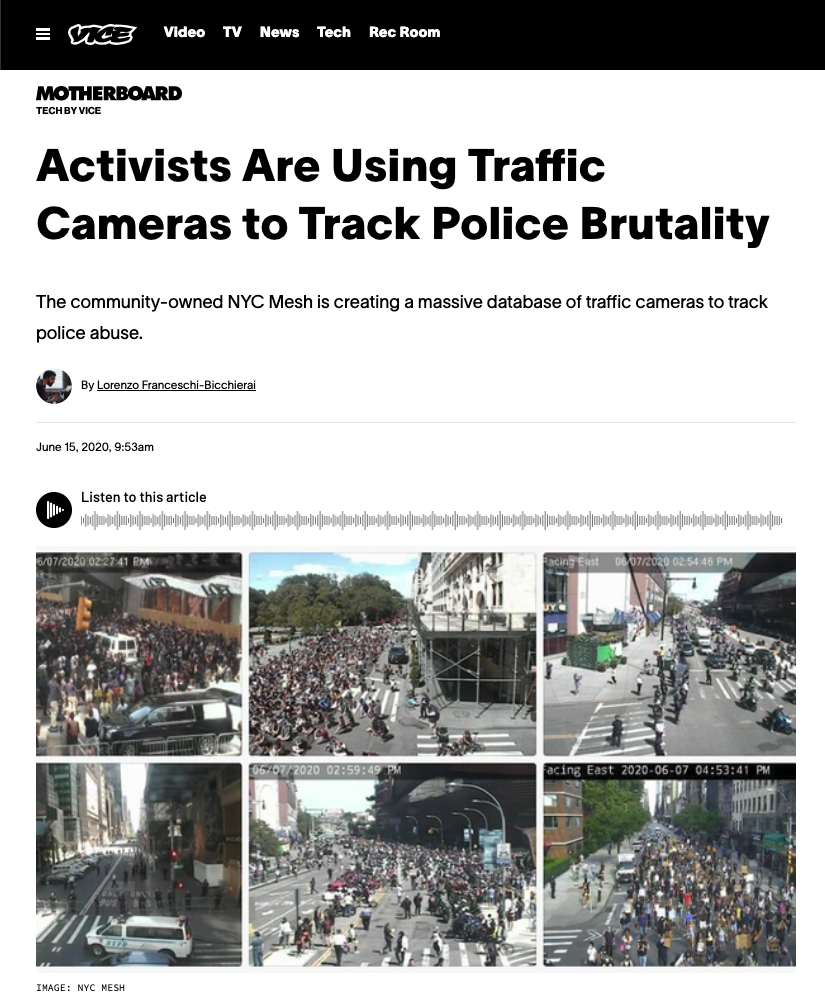 VICE Video TV News Tech Rec Room
MOTHERBOARD
TECH BY VICE
Activists Are Using Traffic
Cameras to Track Police Brutality
The community-owned NYC Mesh is creating a massive database of traffic cameras to track
police abuse.
By Lorenzo Franceschi-Bicchierai
June 15, 2020, 9:53am
Listen to this article
6/07/2020 02:27:41 PM
acing East 06/07/2020 02:54:46 PM
06/07/2020 02:59:49 PM
acing East 2020-06-07 04:53:41 PM
IMAGE: NYC MESH